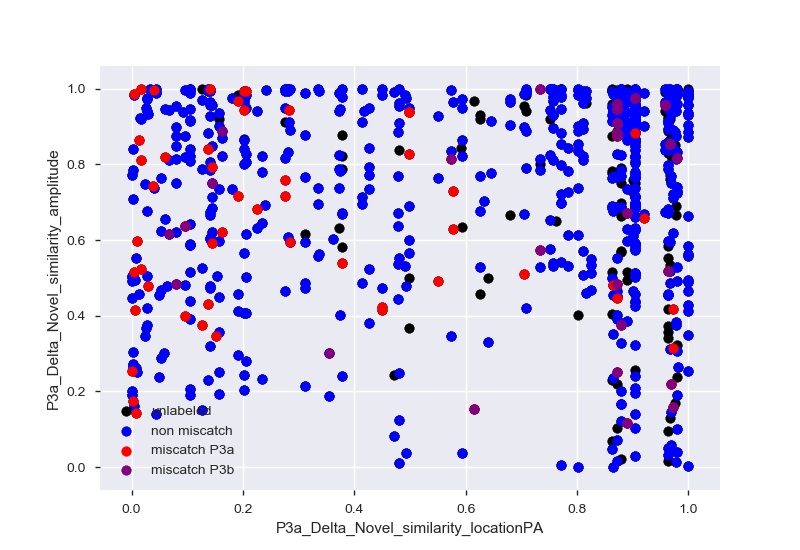 1.0
0.8
0.6
0.4
0.2
0.0
P3a_Delta_Novel_similarity_amplitude
unlabeled
non miscatch
miscatch P3a
miscatch P3b
0.0 0.2 0.4 0.6 0.8 1.0
P3a_Delta_Novel_similarity_locationPA